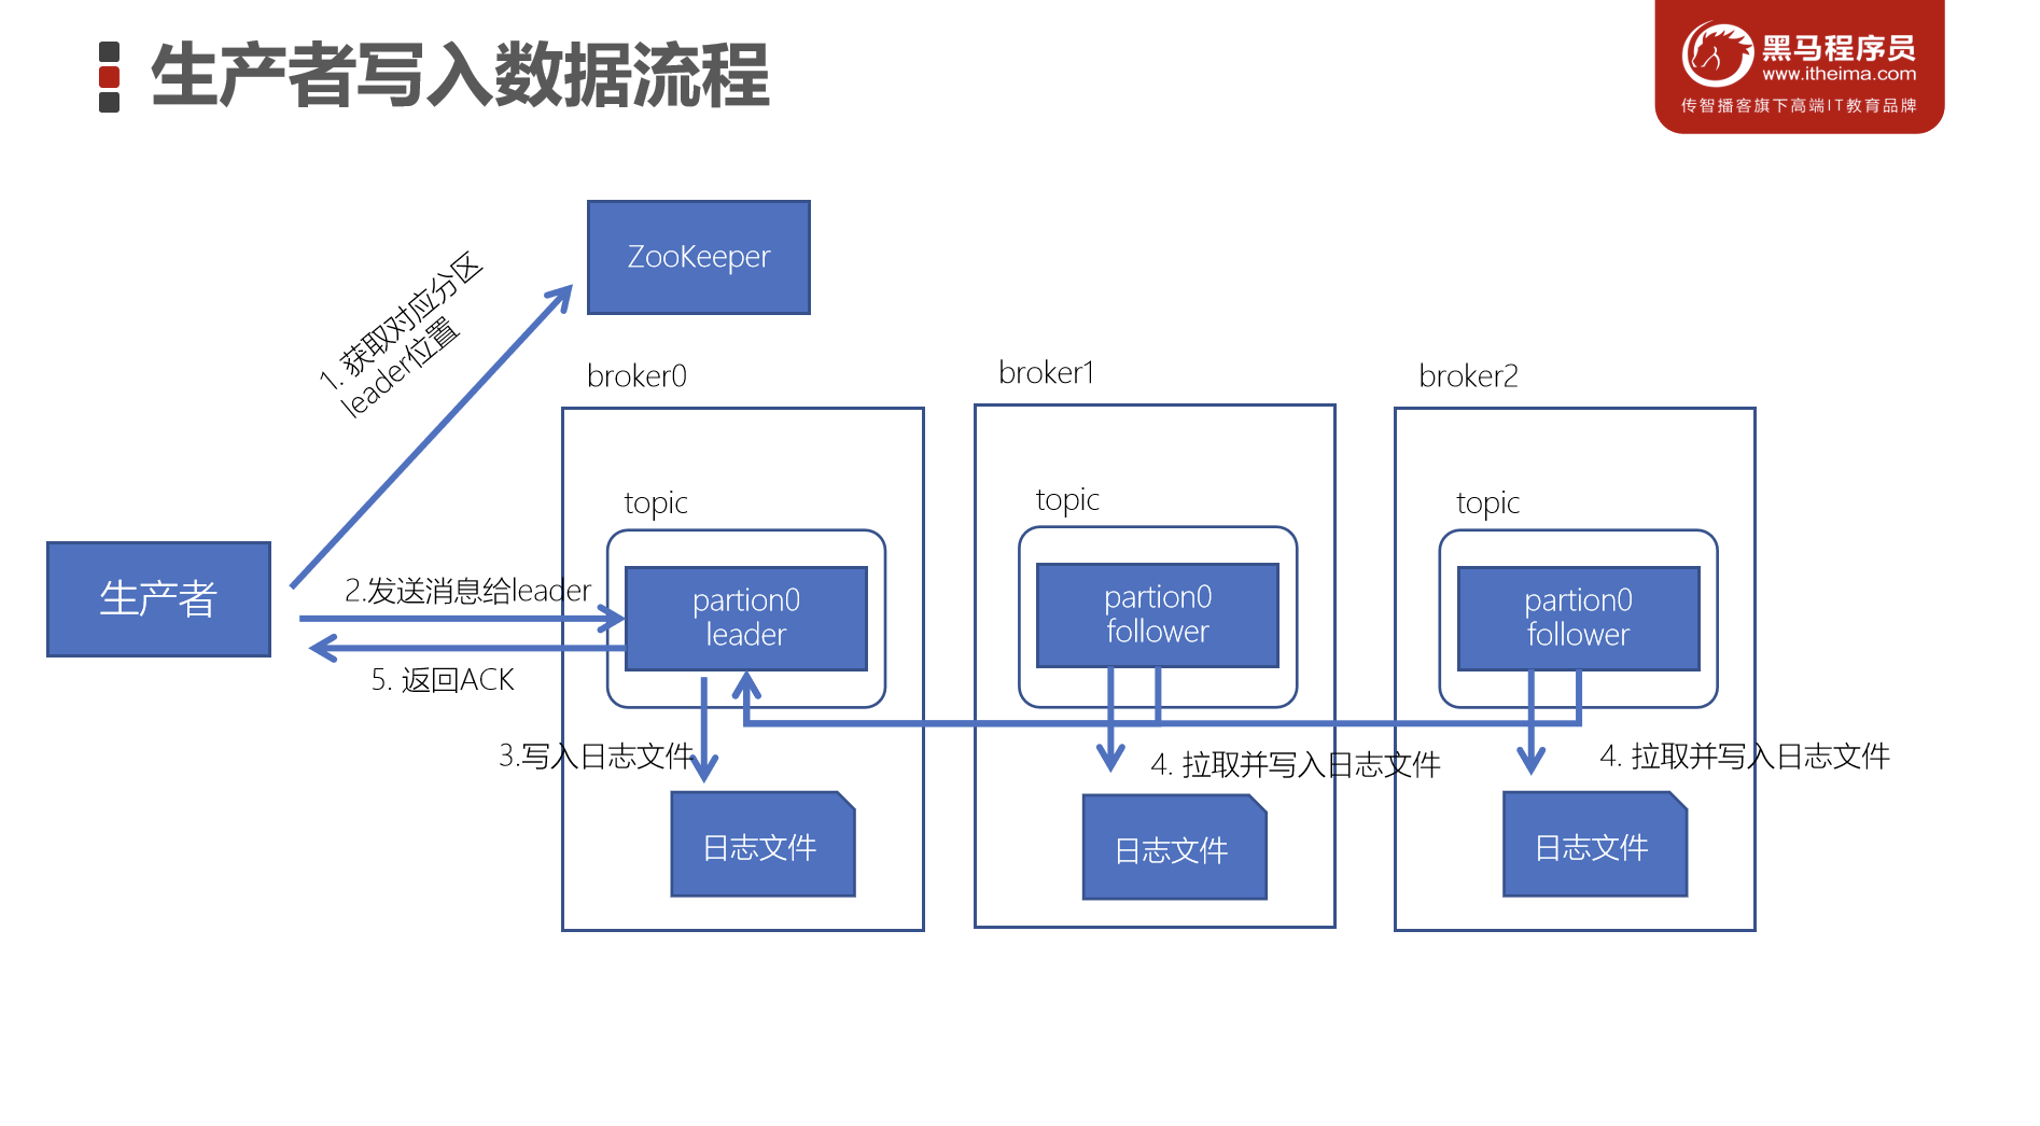 生产者写入数据流程
黑马程序员
www.itheima.com
传智播客旗下高端IT教育品牌
ZooKeeper
1. 获取对应分区
leader位置
broker0
broker1
broker2
topic
topic
topic
生产者
2.发送消息给leader
5. 返回ACK
partion0
leader
partion0
follower
partion0
follower
3.写入日志文件
4. 拉取并写入日志文件
4. 拉取并写入日志文件
日志文件
日志文件
日志文件